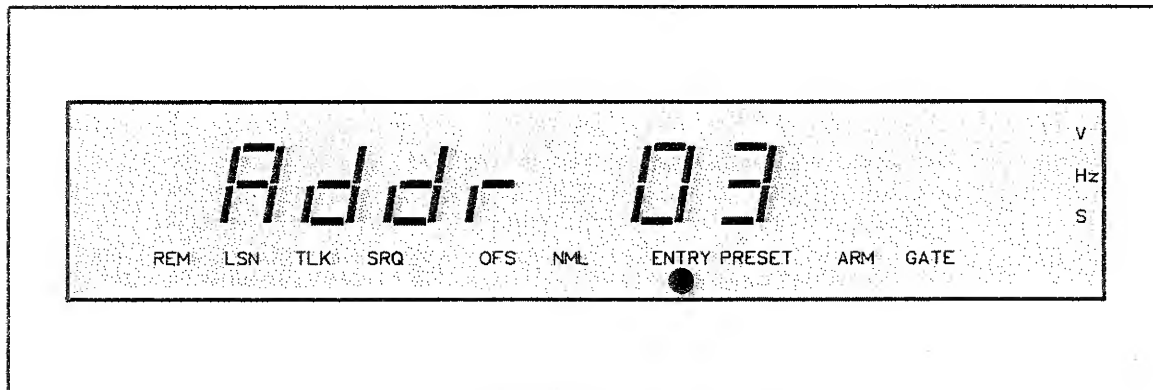 V
Addr 03
Hz
S
REM LSN TLK SRQ OFS NML ENTRY PRESET ARM GATE